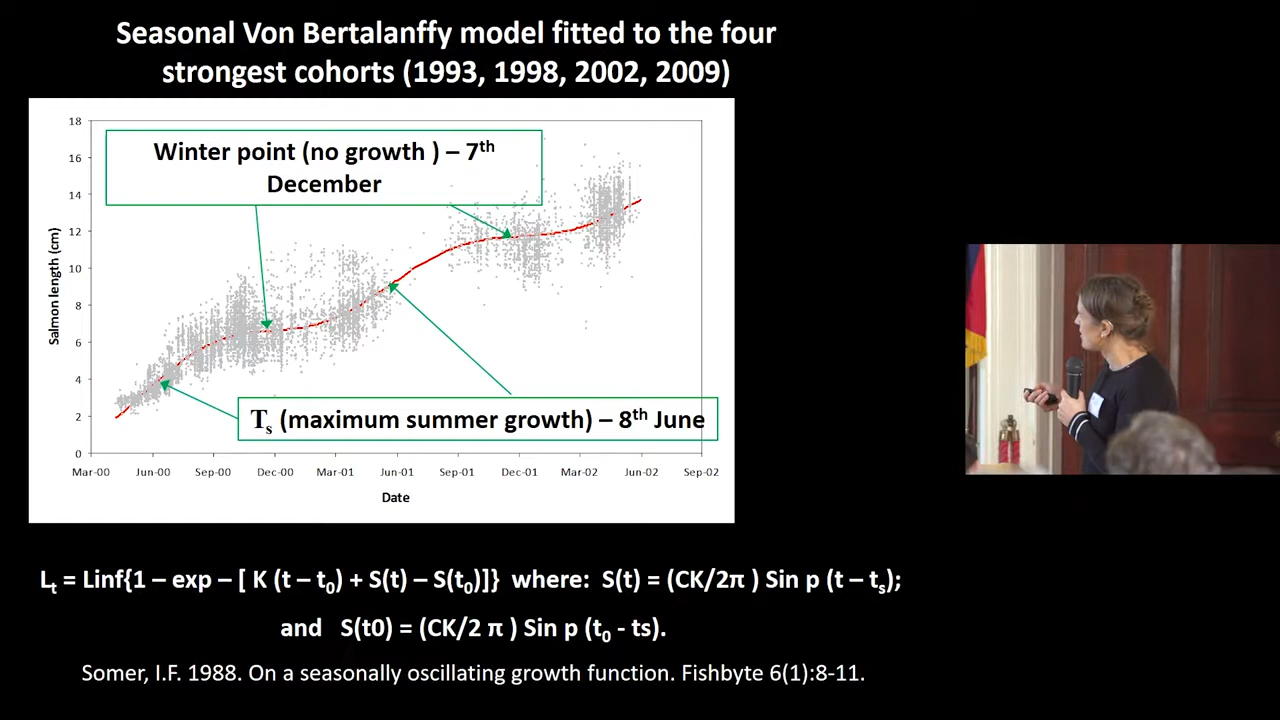 Seasonal Von Bertalanffy model fitted to the four
strongest cohorts (1993, 1998, 2002, 2009)
18
16
14
12
10
8
6
4
2
0
Salmon length (cm)
Winter point (no growth ) – 7th
December
Ts (maximum summer growth) – 8th June
Mar-00 Jun-00 Sep-00 Dec-00 Mar-01 Jun-01 Sep-01 Dec-01 Mar-02 Jun-02 Sep-02
Date
Lt = Linf{1 – exp – [ K (t – t0) + S(t) – S(t0)]} where: S(t) = (CK/2π ) Sin p (t – ts);
and S(t0) = (CK/2 π ) Sin p (t0 - ts).
Somer, I.F. 1988. On a seasonally oscillating growth function. Fishbyte 6(1):8-11.